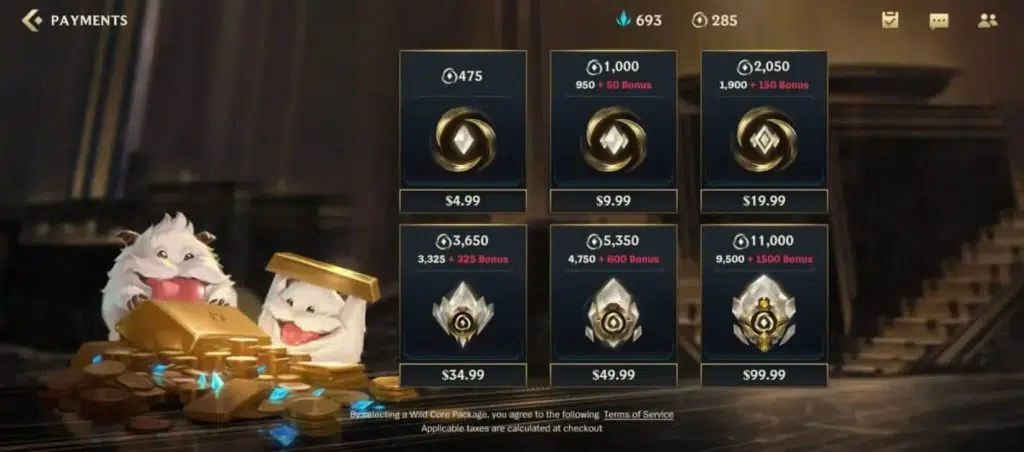 PAYMENTS
693
285
475
$4.99
1,000
950 + 50 Bonus
$9.99
2,050
1,900 + 150 Bonus
$19.99
3,650
3,325 + 325 Bonus
$34.99
5,350
4,750 + 600 Bonus
$49.99
11,000
9,500 + 1500 Bonus
$99.99
By selecting a Wild Core Package, you agree to the following Terms of Service
Applicable taxes are calculated at checkout